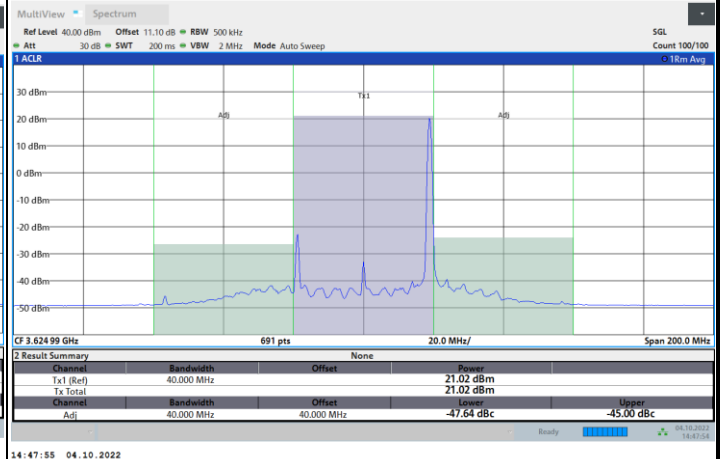 MultiView Spectrum
Ref Level 40.00 dBm Offset 11.10 dB RBW 500 kHz SGL
Att 30 dB SWT 200 ms VBW 2 MHz Mode Auto Sweep Count 100/100
1 ACLR 1Rm Avg
30 dBm
Tx1
20 dBm
Adj Adj
10 dBm
0 dBm
-10 dBm
-20 dBm
-30 dBm
-40 dBm
-50 dBm
CF 3.624 99 GHz 691 pts 20.0 MHz/ Span 200.0 MHz
2 Result Summary None
Channel Bandwidth Offset Power
Tx1 (Ref) 40.000 MHz 21.02 dBm
Tx Total 21.02 dBm
Channel Bandwidth Offset Lower Upper
Adj 40.000 MHz 40.000 MHz -47.64 dBc -45.00 dBc
Ready 04.10.2022
14:47:54
14:47:55 04.10.2022